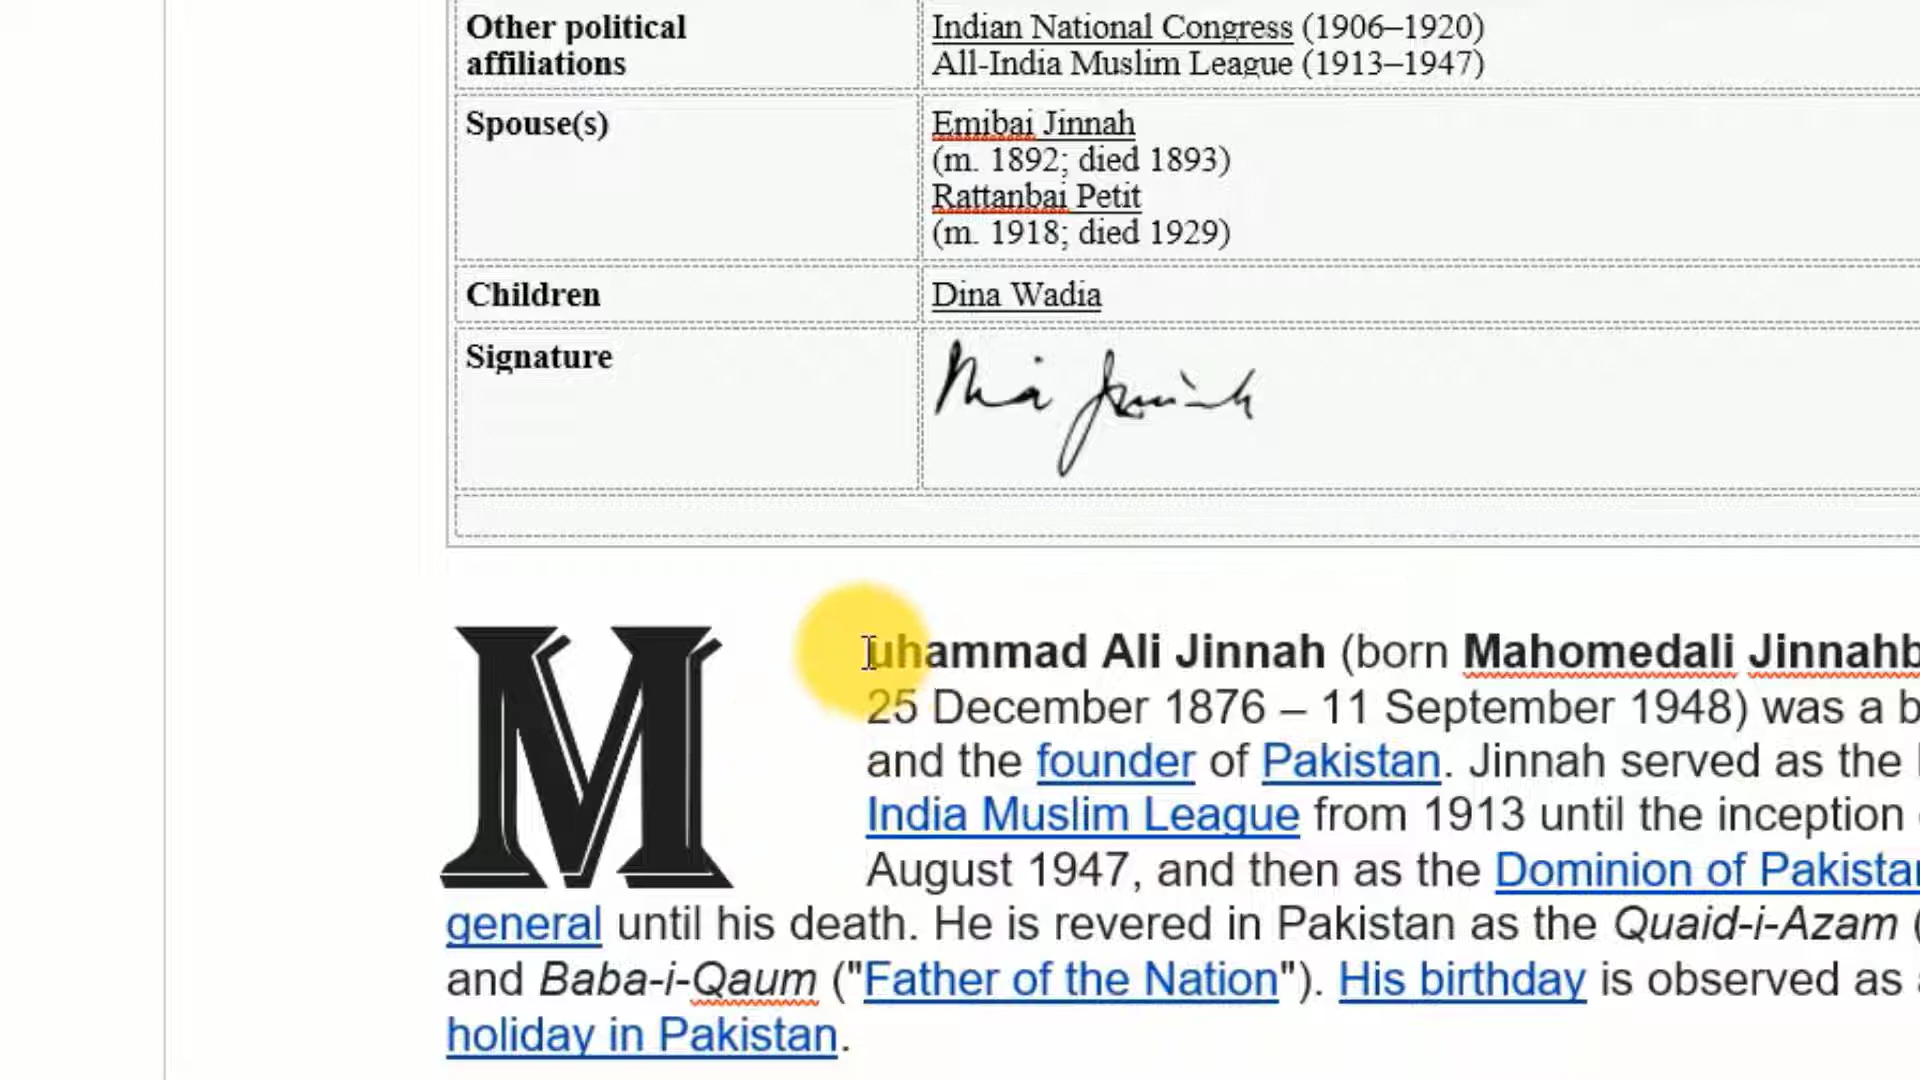 Other political affiliations
Indian National Congress (1906–1920)
All-India Muslim League (1913–1947)
Spouse(s)
Emibai Jinnah
(m. 1892; died 1893)
Rattanbai Petit
(m. 1918; died 1929)
Children
Dina Wadia
Signature
Muhammad Ali Jinnah (born Mahomedali
25 December 1876 – 11 September 1948) was a
and the founder of Pakistan. Jinnah served as the
India Muslim League from 1913 until the inception
August 1947, and then as the Dominion of
general until his death. He is revered in Pakistan as the Quaid-i-Azam (
and Baba-i-Qaum ("Father of the Nation"). His birthday is observed as
holiday in Pakistan.